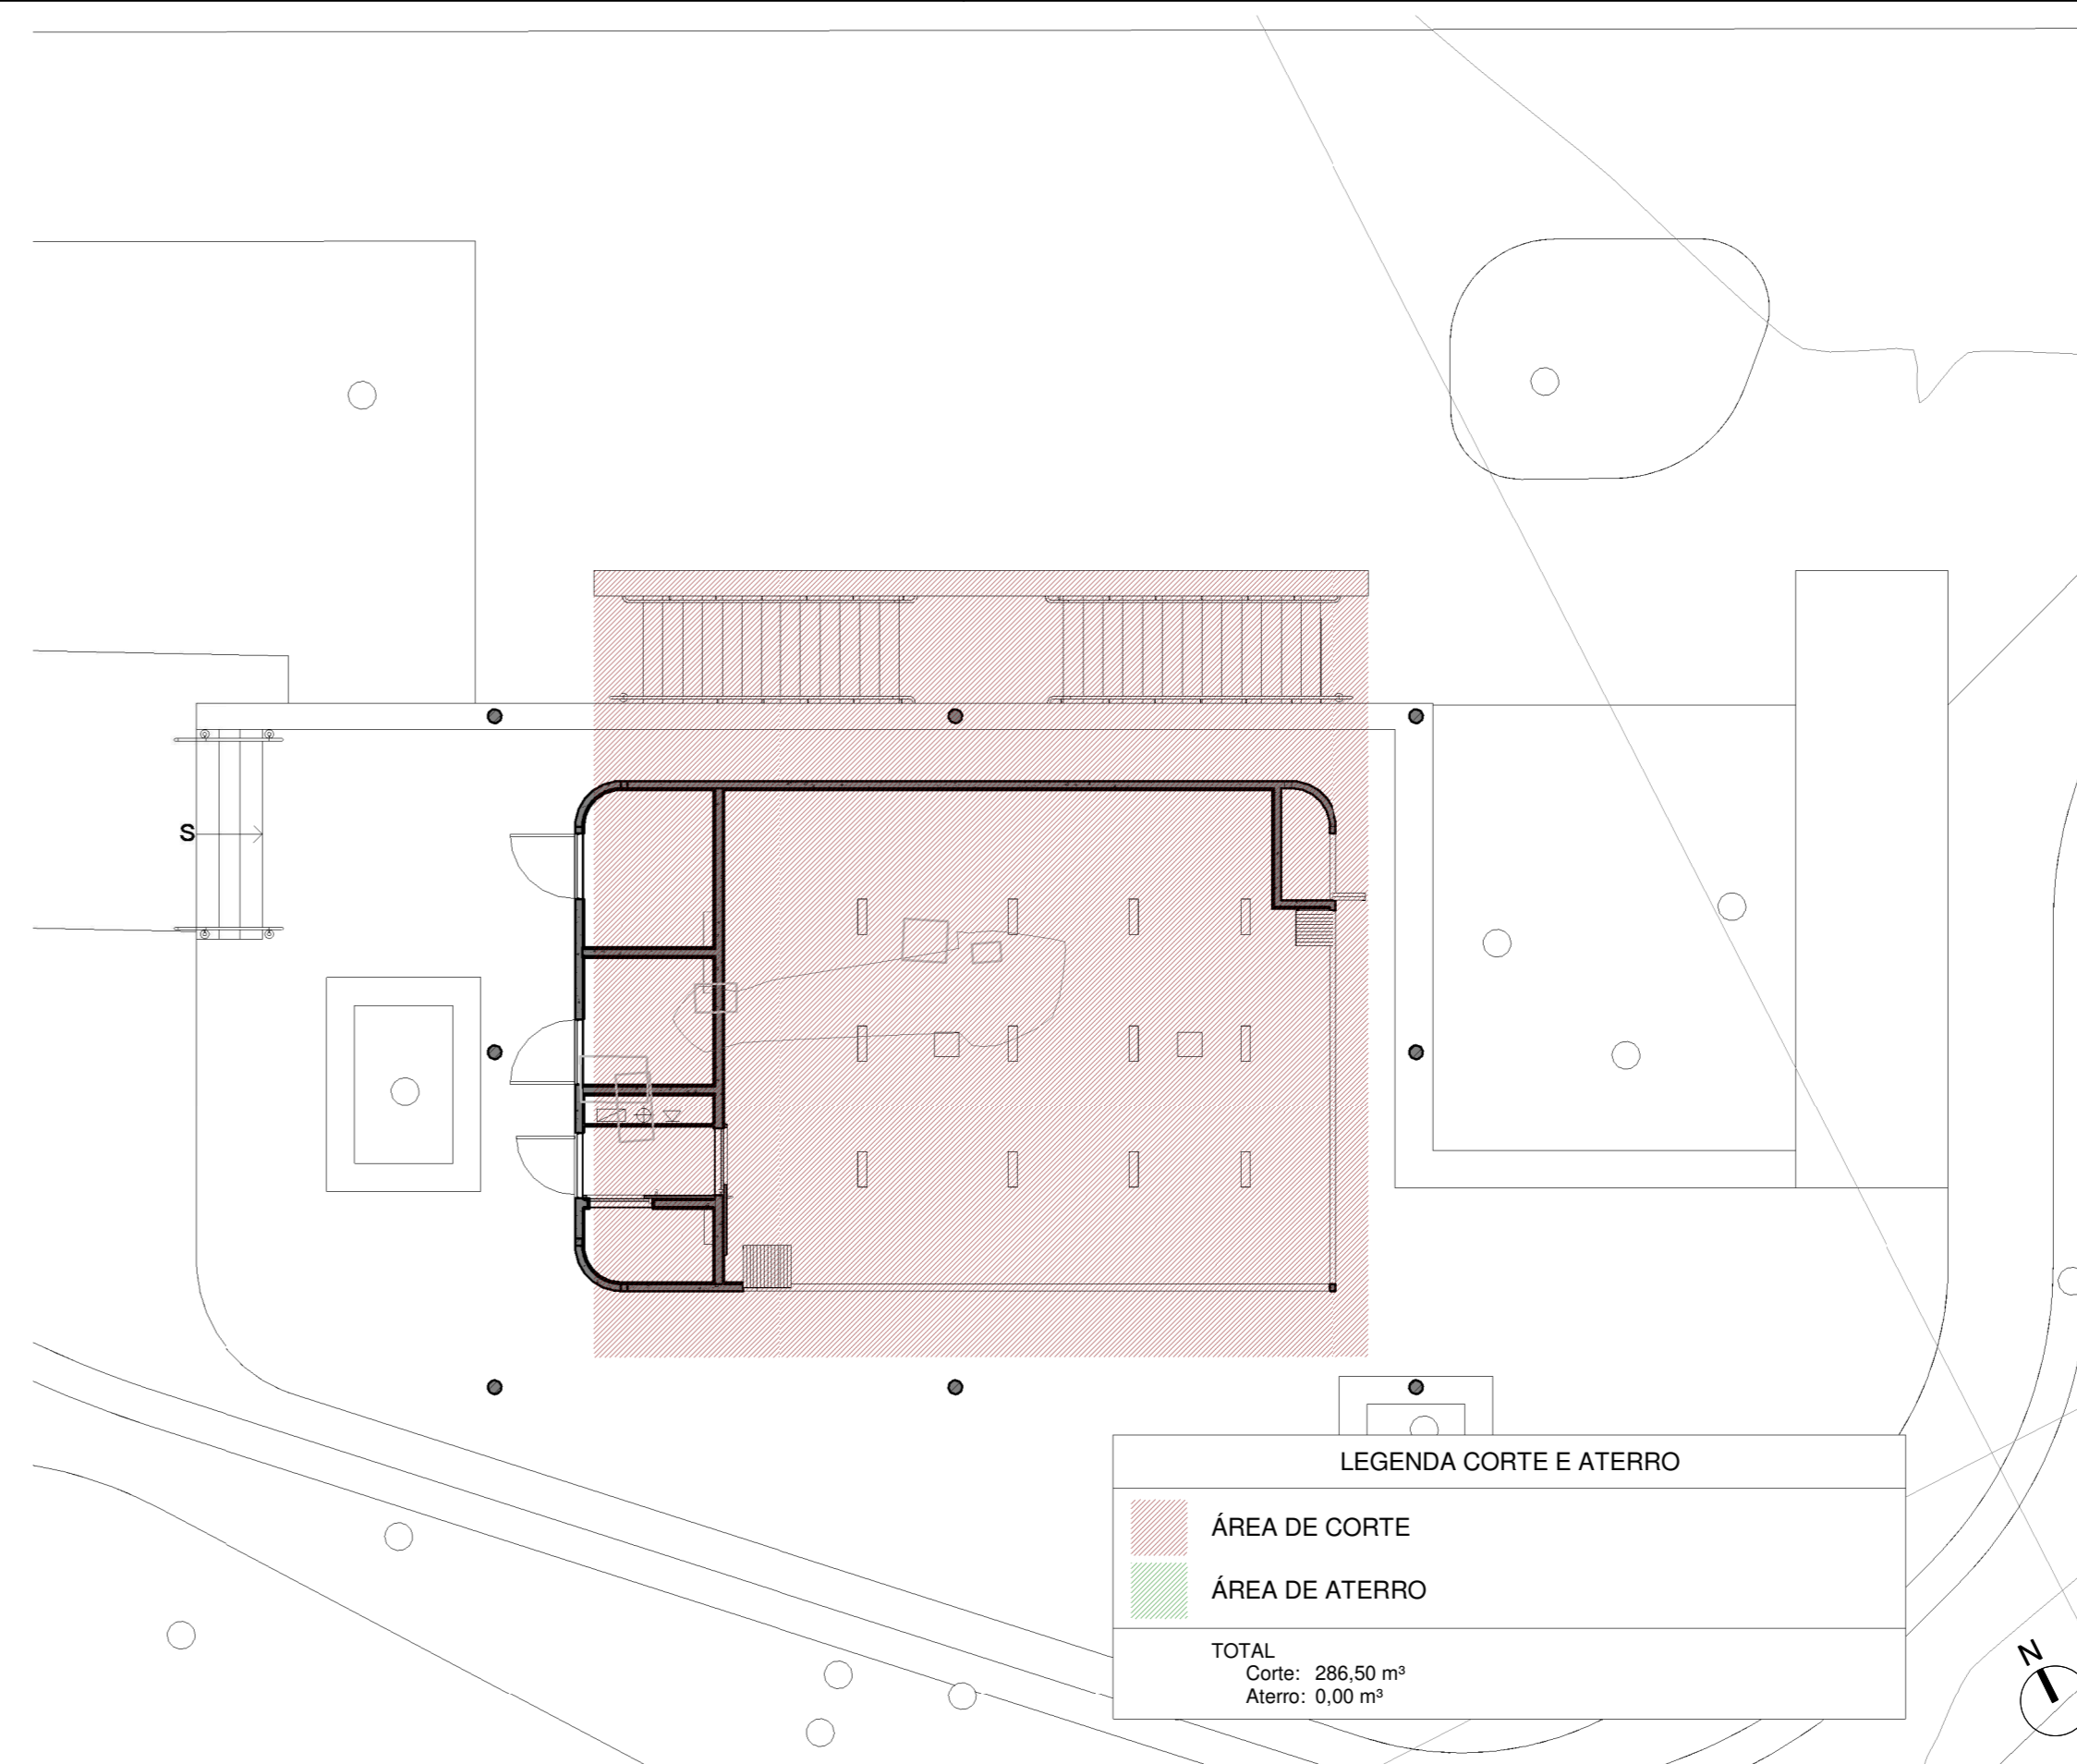 S
LEGENDA CORTE E ATERRO
ÁREA DE CORTE
ÁREA DE ATERRO
TOTAL
Corte: 286,50 m³
Aterro: 0,00 m³
N